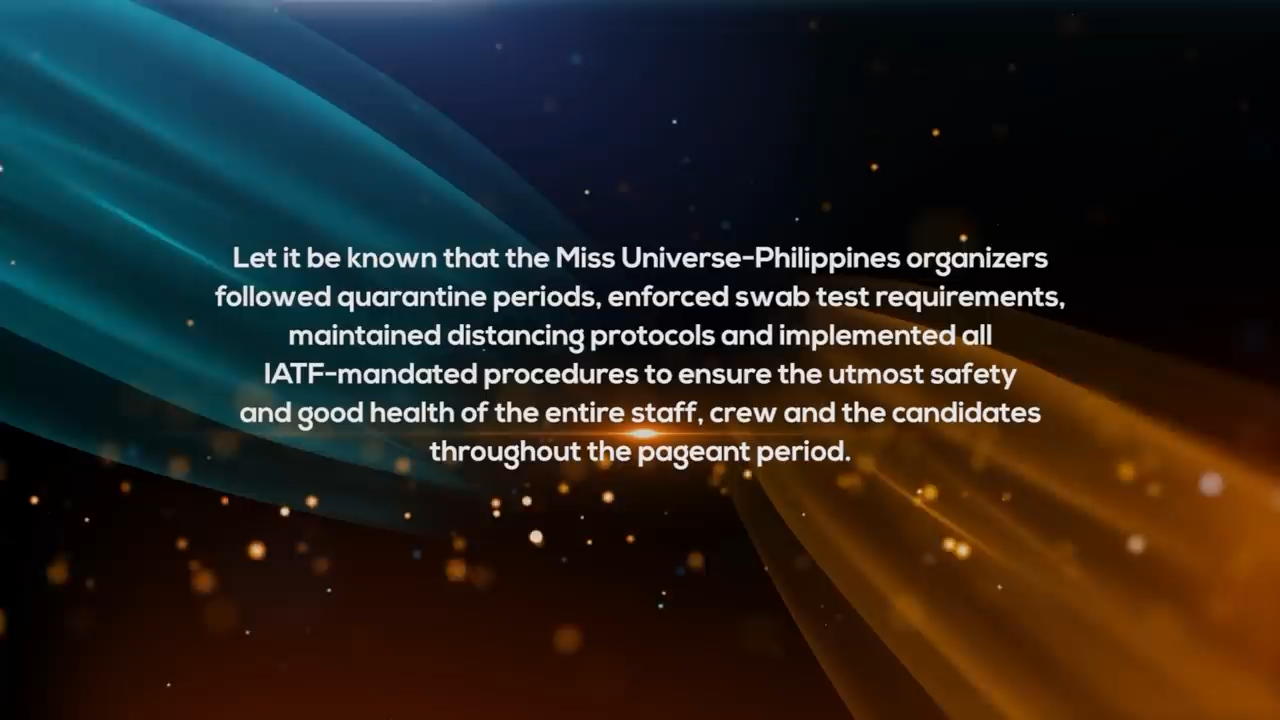 Let it be known that the Miss Universe-Philippines organizers
followed quarantine periods, enforced swab test requirements,
maintained distancing protocols and implemented all
IATF-mandated procedures to ensure the utmost safety
and good health of the entire staff, crew and the candidates
throughout the pageant period.